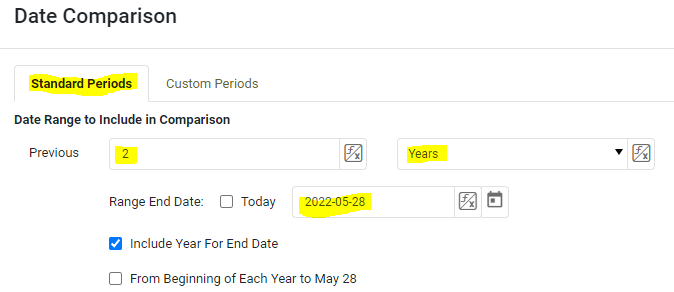 Date Comparison
Standard Periods Custom Periods
Date Range to Include in Comparison
Previous 2 Years
Range End Date: Today 2022-05-28
Include Year For End Date
From Beginning of Each Year to May 28